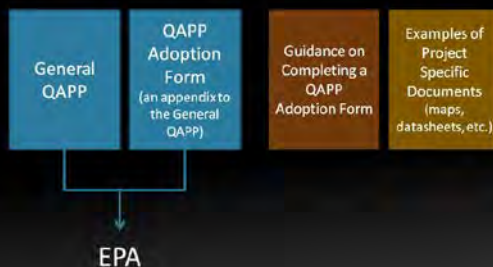 General
QAPP
QAPP
Adoption
Form
(an appendix to
the General
QAPP)
Guidance on
Completing a
QAPP
Adoption Form
Examples of
Project
Specific
Documents
(maps,
datasheets, etc.)
EPA